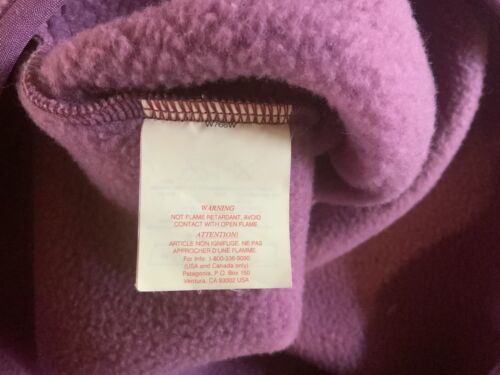 WARNING
NOT FLAME RETARDANT, AVOID
CONTACT WITH OPEN FLAME
ATTENTION!
ARTICLE NON IGNIFUGE, NE PAS
APPROCHER D'UNE FLAMME.
For Info. 1-800-336-9090
(USA and Canada only)
Patagonia, P.O. Box 150
Ventura, CA 93002 USA